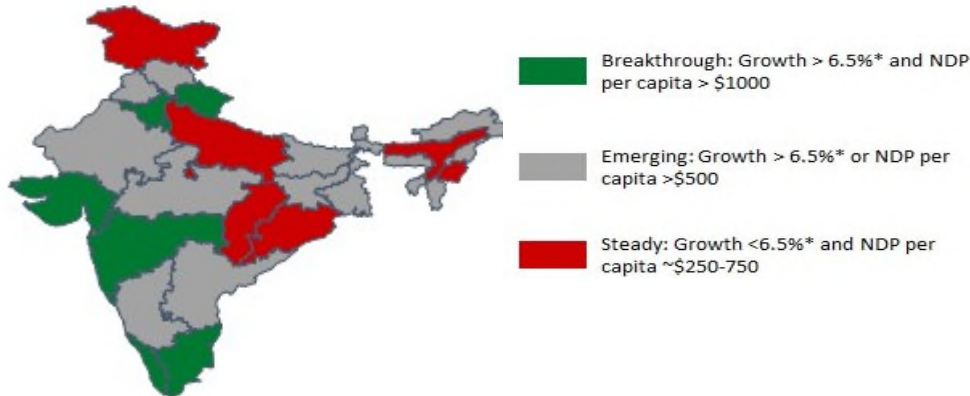 Breakthrough: Growth > 6.5%* and NDP
per capita > $1000
Emerging: Growth > 6.5%* or NDP per
capita >$500
Steady: Growth <6.5%* and NDP per
capita ~$250-750